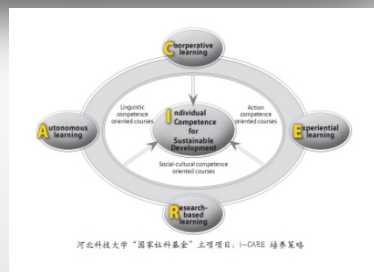 Coorperative
learning
Linguistic
competence
oriented courses
Individual
Competence
for
Sustainable
Development
Action
competence
oriented courses
Autonomous
learning
Experiential
learning
Social-cultural competence
oriented courses
Research-
based
learning
河北科技大学“国家社科基金”立项项目：i-CARE 培养策略